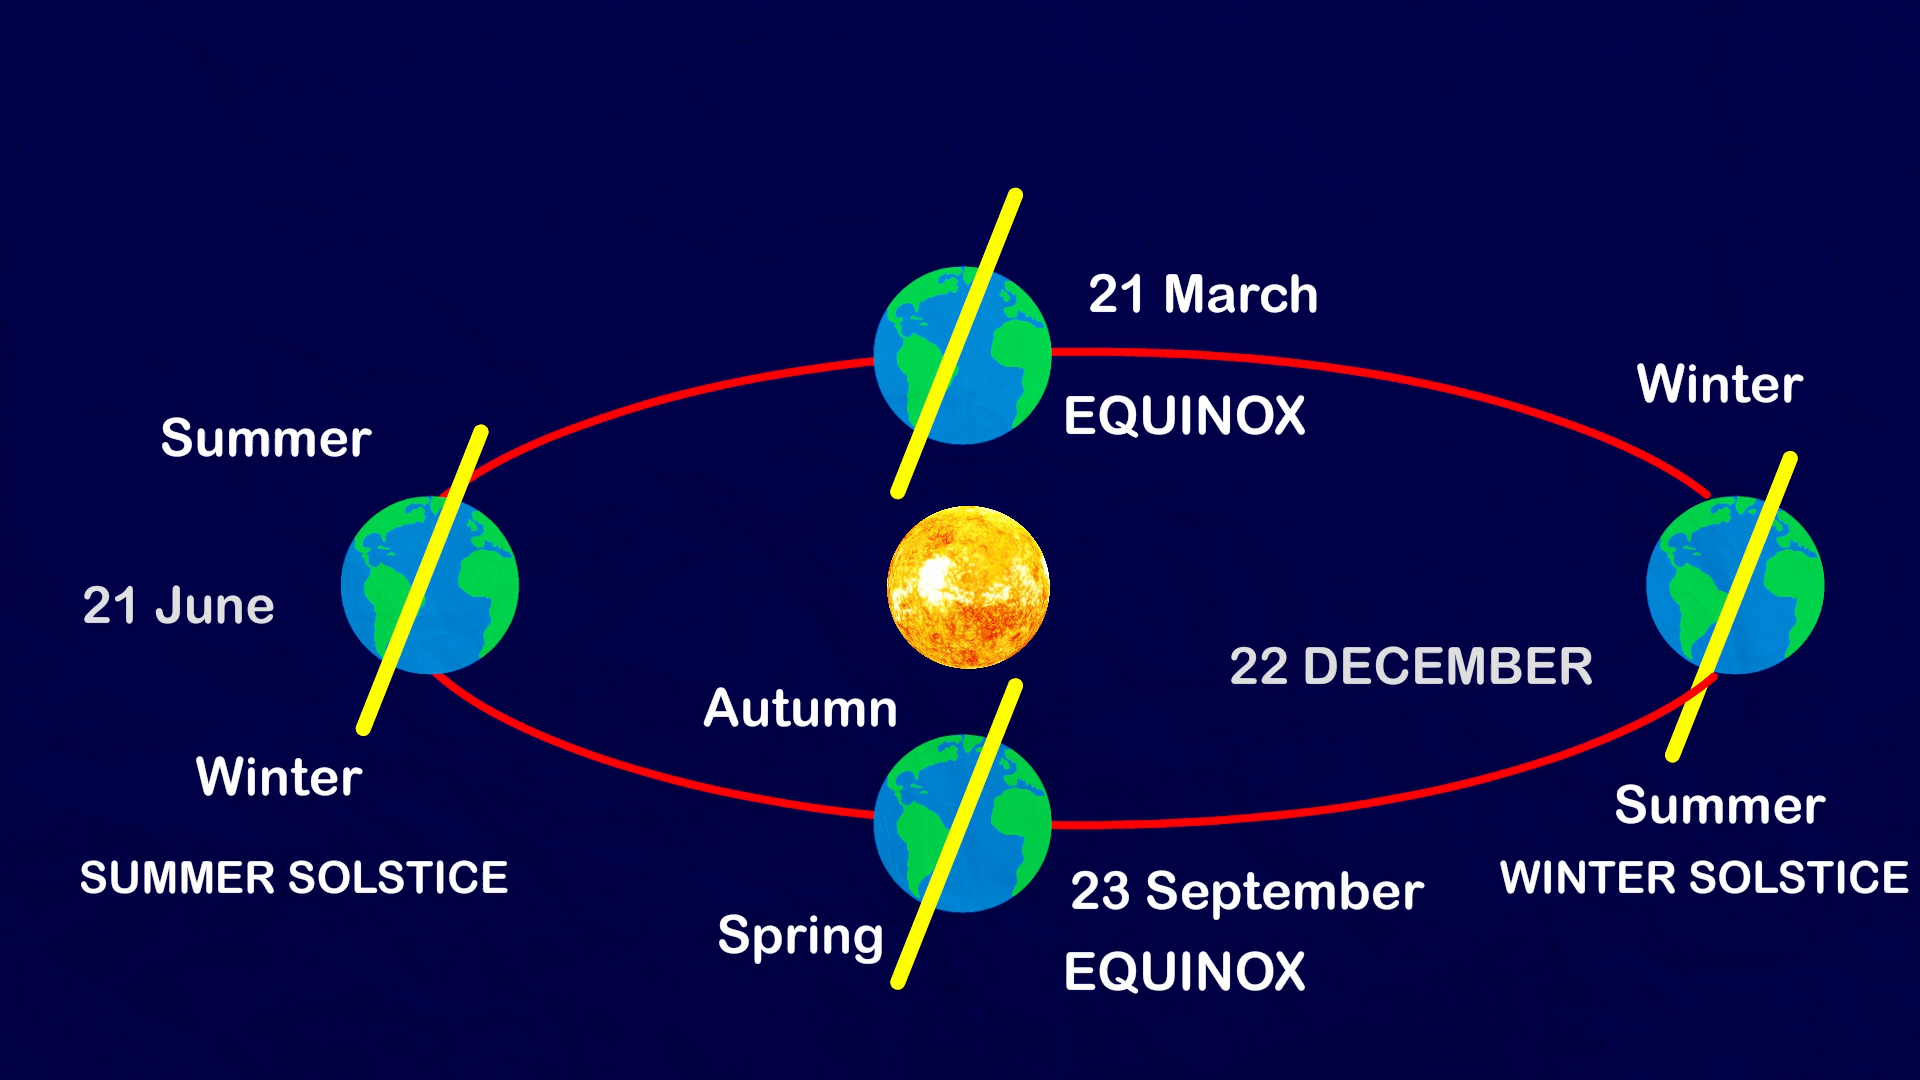 21 March
EQUINOX
Winter
Summer
21 June
22 DECEMBER
Autumn
Winter
Summer
SUMMER SOLSTICE
WINTER SOLSTICE
23 September
Spring
EQUINOX